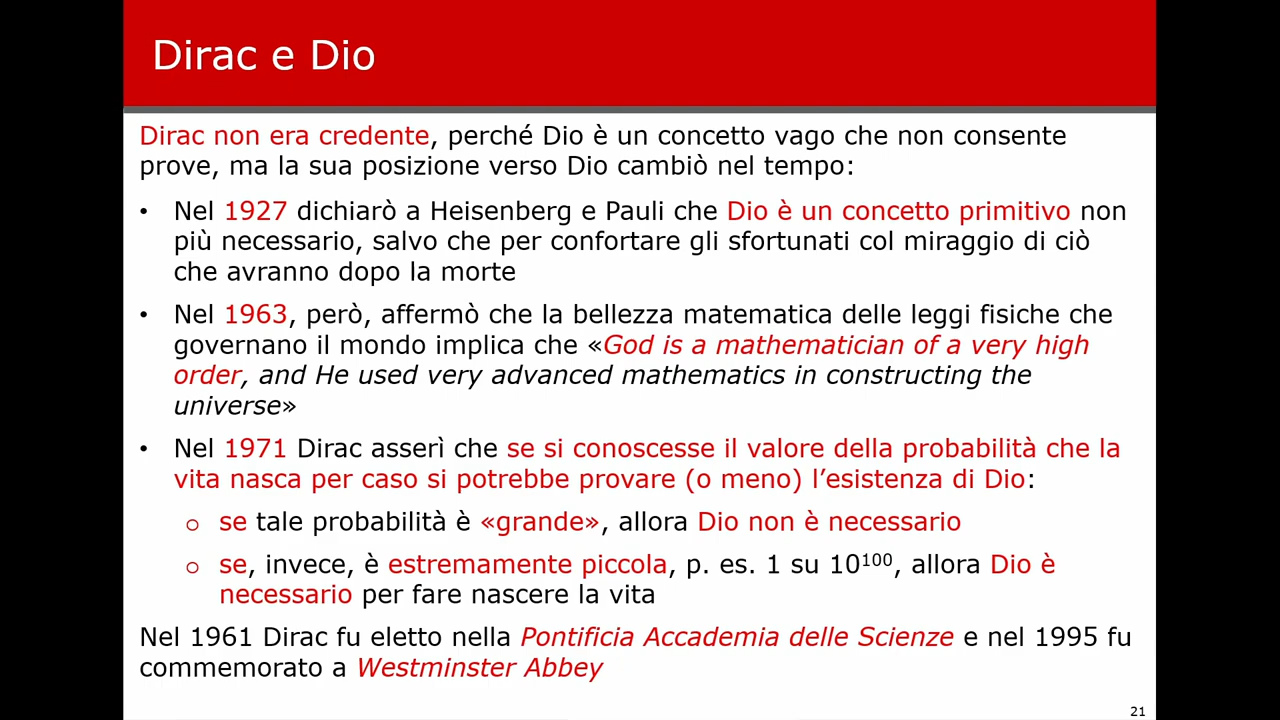 Dirac e Dio
Dirac non era credente, perché Dio è un concetto vago che non consente
prove, ma la sua posizione verso Dio cambiò nel tempo:
• Nel 1927 dichiarò a Heisenberg e Pauli che Dio è un concetto primitivo non
più necessario, salvo che per confortare gli sfortunati col miraggio di ciò
che avranno dopo la morte
• Nel 1963, però, affermò che la bellezza matematica delle leggi fisiche che
governano il mondo implica che «God is a mathematician of a very high
order, and He used very advanced mathematics in constructing the
universe»
• Nel 1971 Dirac asserì che se si conoscesse il valore della probabilità che la
vita nasca per caso si potrebbe provare (o meno) l’esistenza di Dio:
o se tale probabilità è «grande», allora Dio non è necessario
o se, invece, è estremamente piccola, p. es. 1 su 10¹⁰⁰, allora Dio è
necessario per fare nascere la vita
Nel 1961 Dirac fu eletto nella Pontificia Accademia delle Scienze e nel 1995 fu
commemorato a Westminster Abbey
21